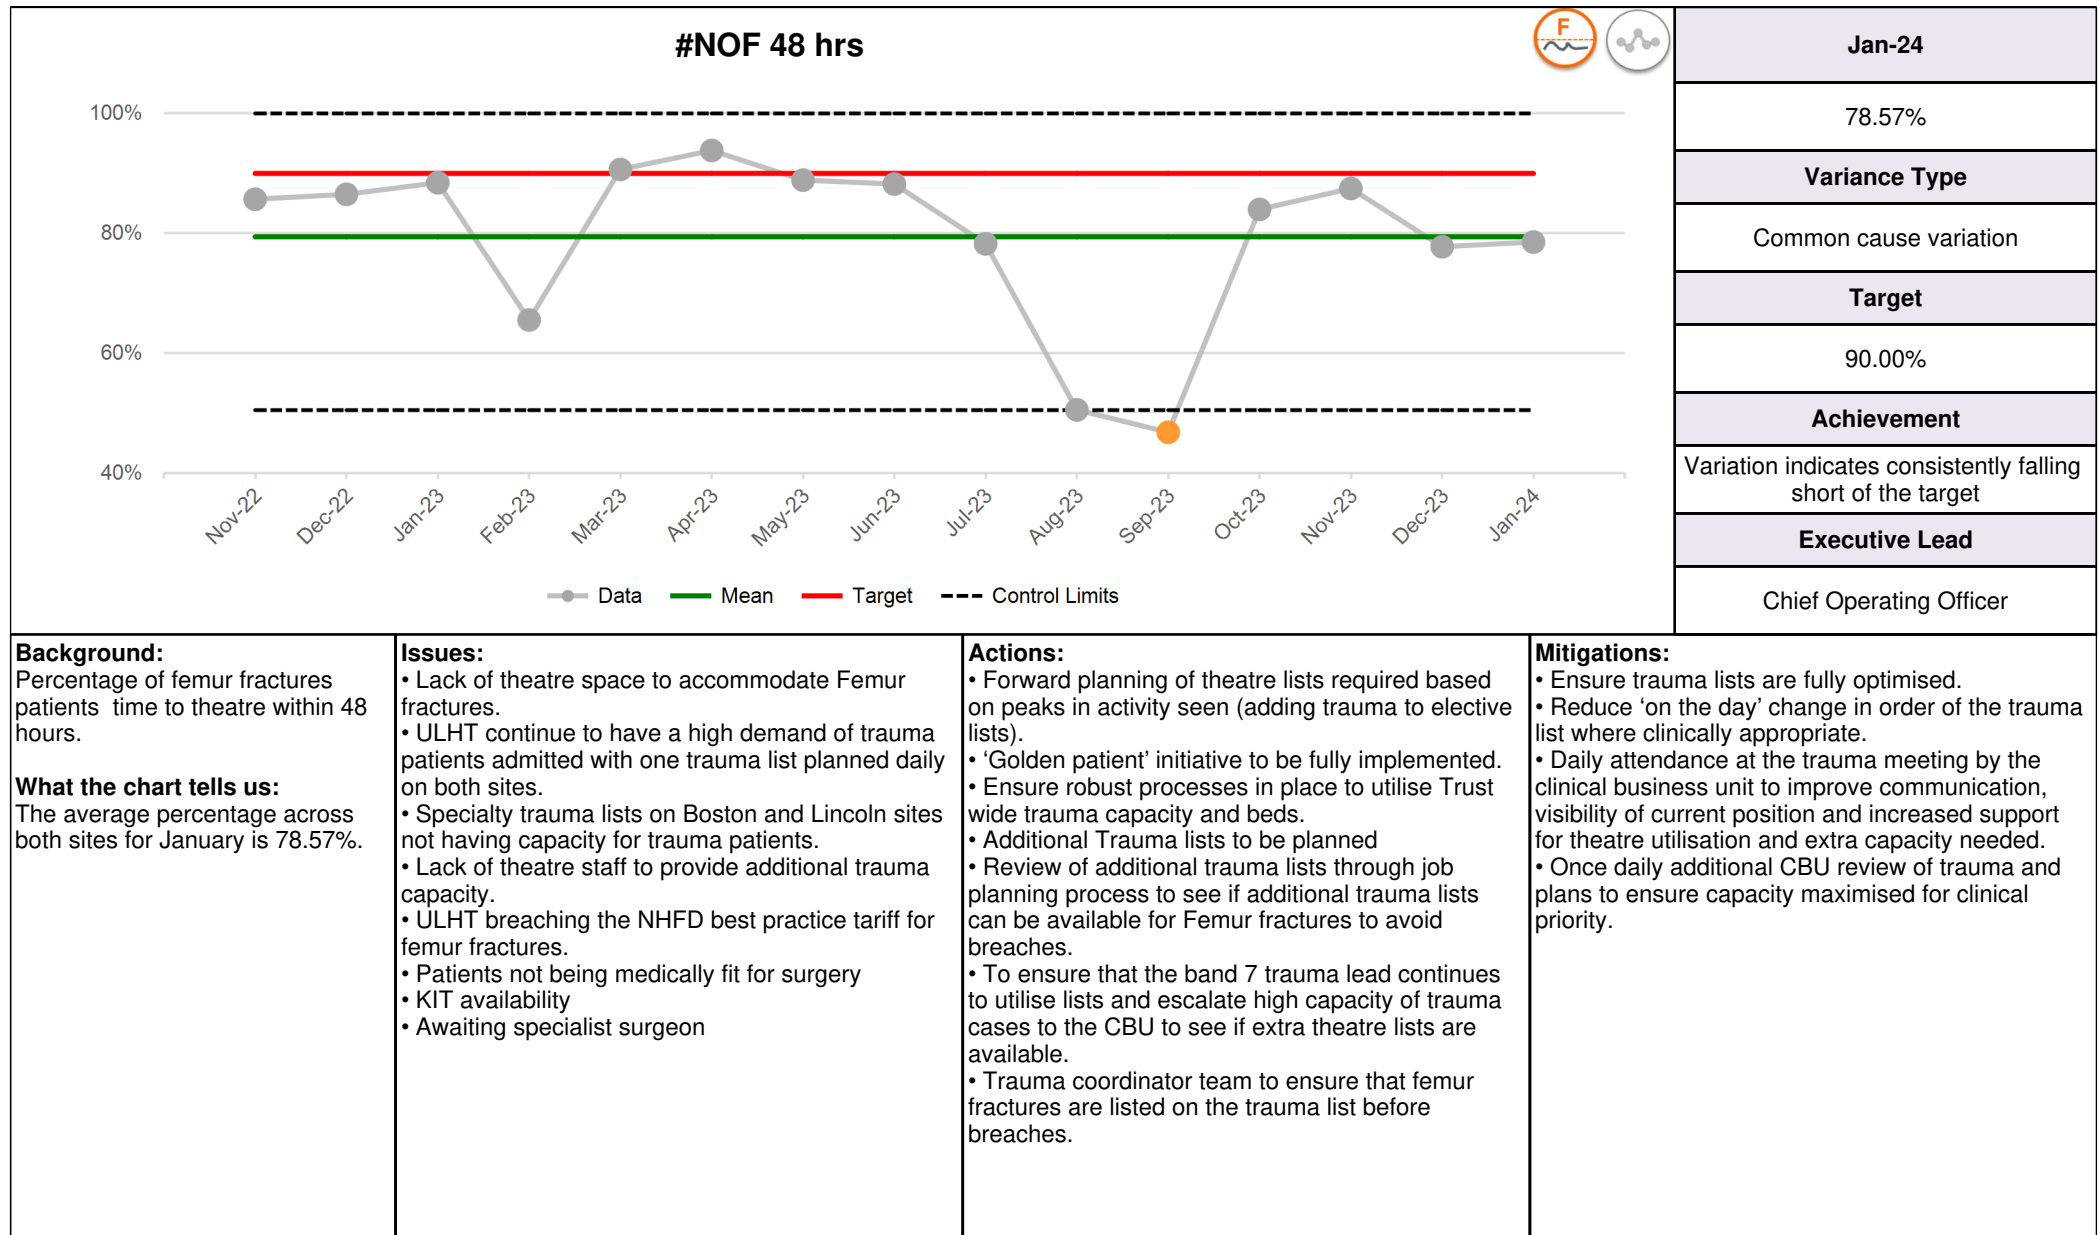 #NOF 48 hrs
F
100%
80%
60%
40%
Nov-22
Dec-22
Jan-23
Feb-23
Mar-23
Apr-23
May-23
Jun-23
Jul-23
Aug-23
Sep-23
Oct-23
Nov-23
Dec-23
Jan-24
Data
Mean
Target
Control Limits
Jan-24
78.57%
Variance Type
Common cause variation
Target
90.00%
Achievement
Variation indicates consistently falling
short of the target
Executive Lead
Chief Operating Officer
Background:
Percentage of femur fractures
patients  time to theatre within 48
hours.
What the chart tells us:
The average percentage across
both sites for January is 78.57%.
Issues:
• Lack of theatre space to accommodate Femur
fractures.
• ULHT continue to have a high demand of trauma
patients admitted with one trauma list planned daily
on both sites.
• Specialty trauma lists on Boston and Lincoln sites
not having capacity for trauma patients.
• Lack of theatre staff to provide additional trauma
capacity.
• ULHT breaching the NHFD best practice tariff for
femur fractures.
• Patients not being medically fit for surgery
• KIT availability
• Awaiting specialist surgeon
Actions:
• Forward planning of theatre lists required based
on peaks in activity seen (adding trauma to elective
lists).
• ‘Golden patient’ initiative to be fully implemented.
• Ensure robust processes in place to utilise Trust
wide trauma capacity and beds.
• Additional Trauma lists to be planned
• Review of additional trauma lists through job
planning process to see if additional trauma lists
can be available for Femur fractures to avoid
breaches.
• To ensure that the band 7 trauma lead continues
to utilise lists and escalate high capacity of trauma
cases to the CBU to see if extra theatre lists are
available.
• Trauma coordinator team to ensure that femur
fractures are listed on the trauma list before
breaches.
Mitigations:
• Ensure trauma lists are fully optimised.
• Reduce ‘on the day’ change in order of the trauma
list where clinically appropriate.
• Daily attendance at the trauma meeting by the
clinical business unit to improve communication,
visibility of current position and increased support
for theatre utilisation and extra capacity needed.
• Once daily additional CBU review of trauma and
plans to ensure capacity maximised for clinical
priority.